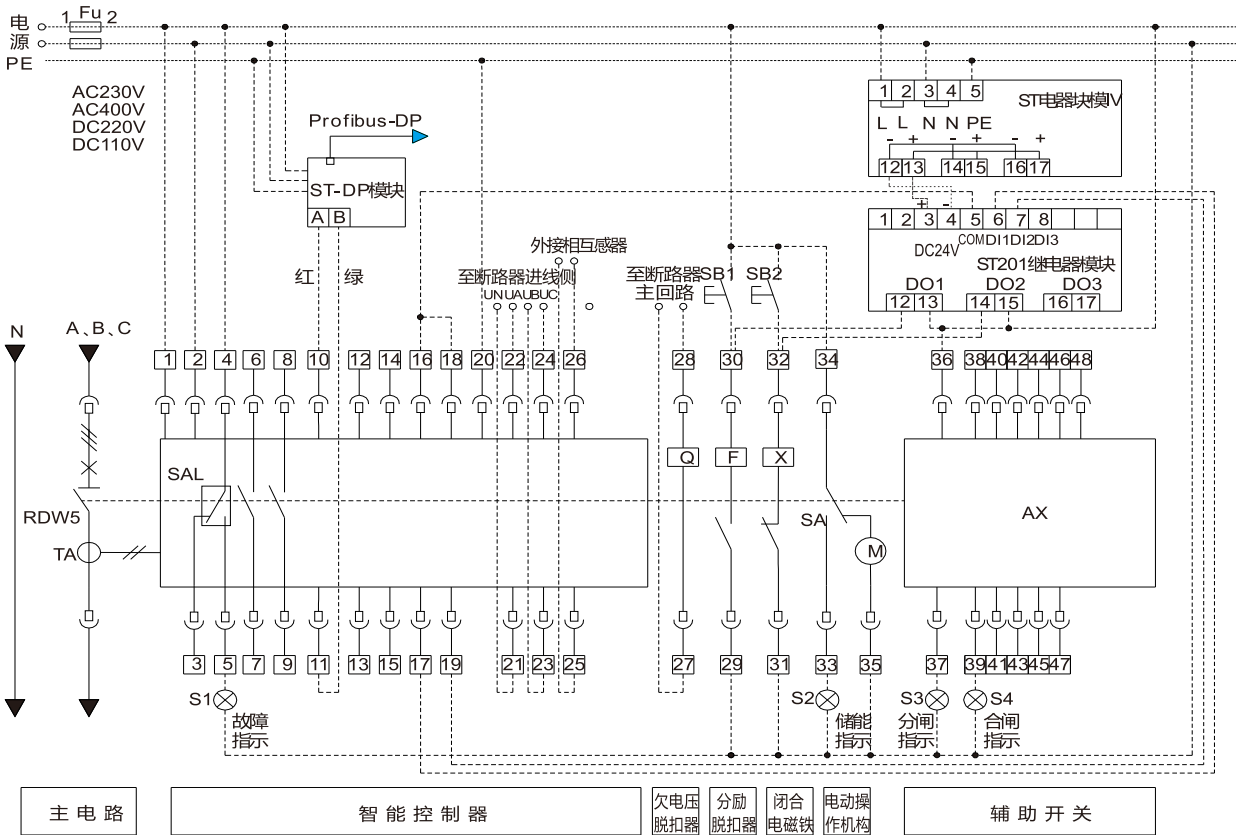 电
源
1 Fu 2
PE
AC230V
AC400V
DC220V
DC110V
Profibus-DP
ST-DP模块
A B
红 绿
外接相互感器
至断路器进线侧
UN UA UB UC
至断路器
主回路
SB1 SB2
1 2 3 4 5
ST电器块模IV
L L N N PE
- + - + - +
12 13 14 15 16 17
+ -
1 2 3 4 5 6 7 8
DC24V COM DI1 DI2 DI3
ST201继电器模块
DO1 DO2 DO3
12 13 14 15 16 17
N A、B、C
1 2 4 6 8 10 12 14 16 18 20 22 24 26 28 30 32 34 36 38 40 42 44 46 48
Q F X
SAL
RDW5
SA
AX
TA
M
3 5 7 9 11 13 15 17 19 21 23 25 27 29 31 33 35 37 39 41 43 45 47
S1 S2 S3 S4
故障
指示
储能
指示
分闸
指示
合闸
指示
主电路
智能控制器
欠电压
脱扣器
分励
脱扣器
闭合
电磁铁
电动操
作机构
辅助开关